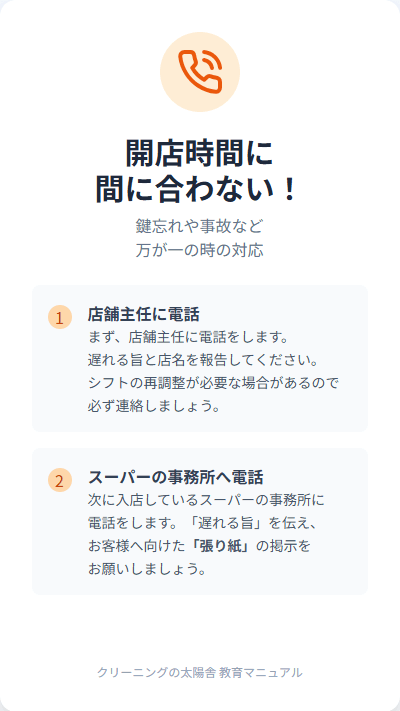 開店時間に
間に合わない！
鍵忘れや事故など
万が一の時の対応
1
店舗主任に電話
まず、店舗主任に電話をします。
遅れる旨と店名を報告してください。
シフトの再調整が必要な場合があるので
必ず連絡しましょう。
2
スーパーの事務所へ電話
次に入店しているスーパーの事務所に
電話をします。「遅れる旨」を伝え、
お客様へ向けた「張り紙」の掲示を
お願いしましょう。
クリーニングの太陽舎 教育マニュアル